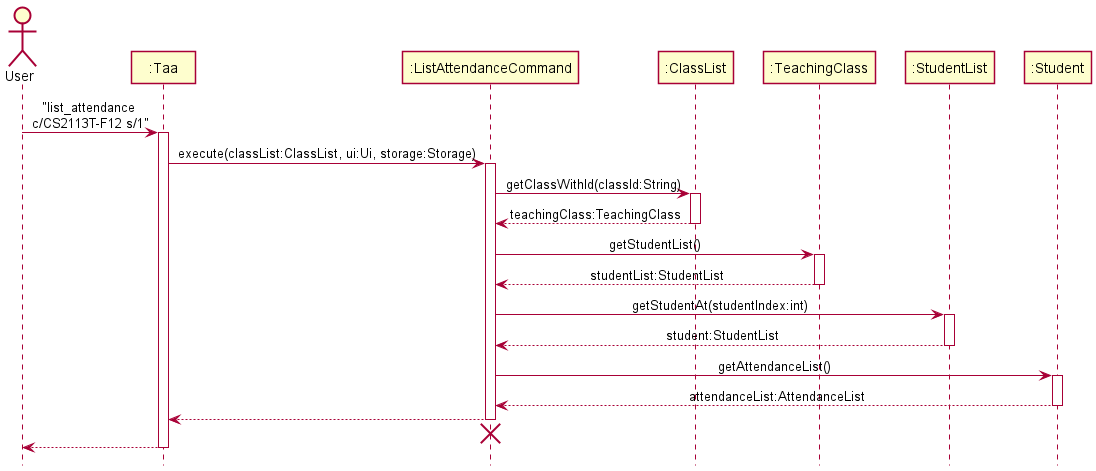 User
:Taa
:ListAttendanceCommand
:ClassList
:TeachingClass
:StudentList
:Student
"list_attendance
c/CS2113T-F12 s/1"
execute(classList:ClassList, ui:Ui, storage:Storage)
getClassWithId(classId:String)
teachingClass:TeachingClass
getStudentList()
studentList:StudentList
getStudentAt(studentIndex:int)
student:StudentList
getAttendanceList()
attendanceList:AttendanceList